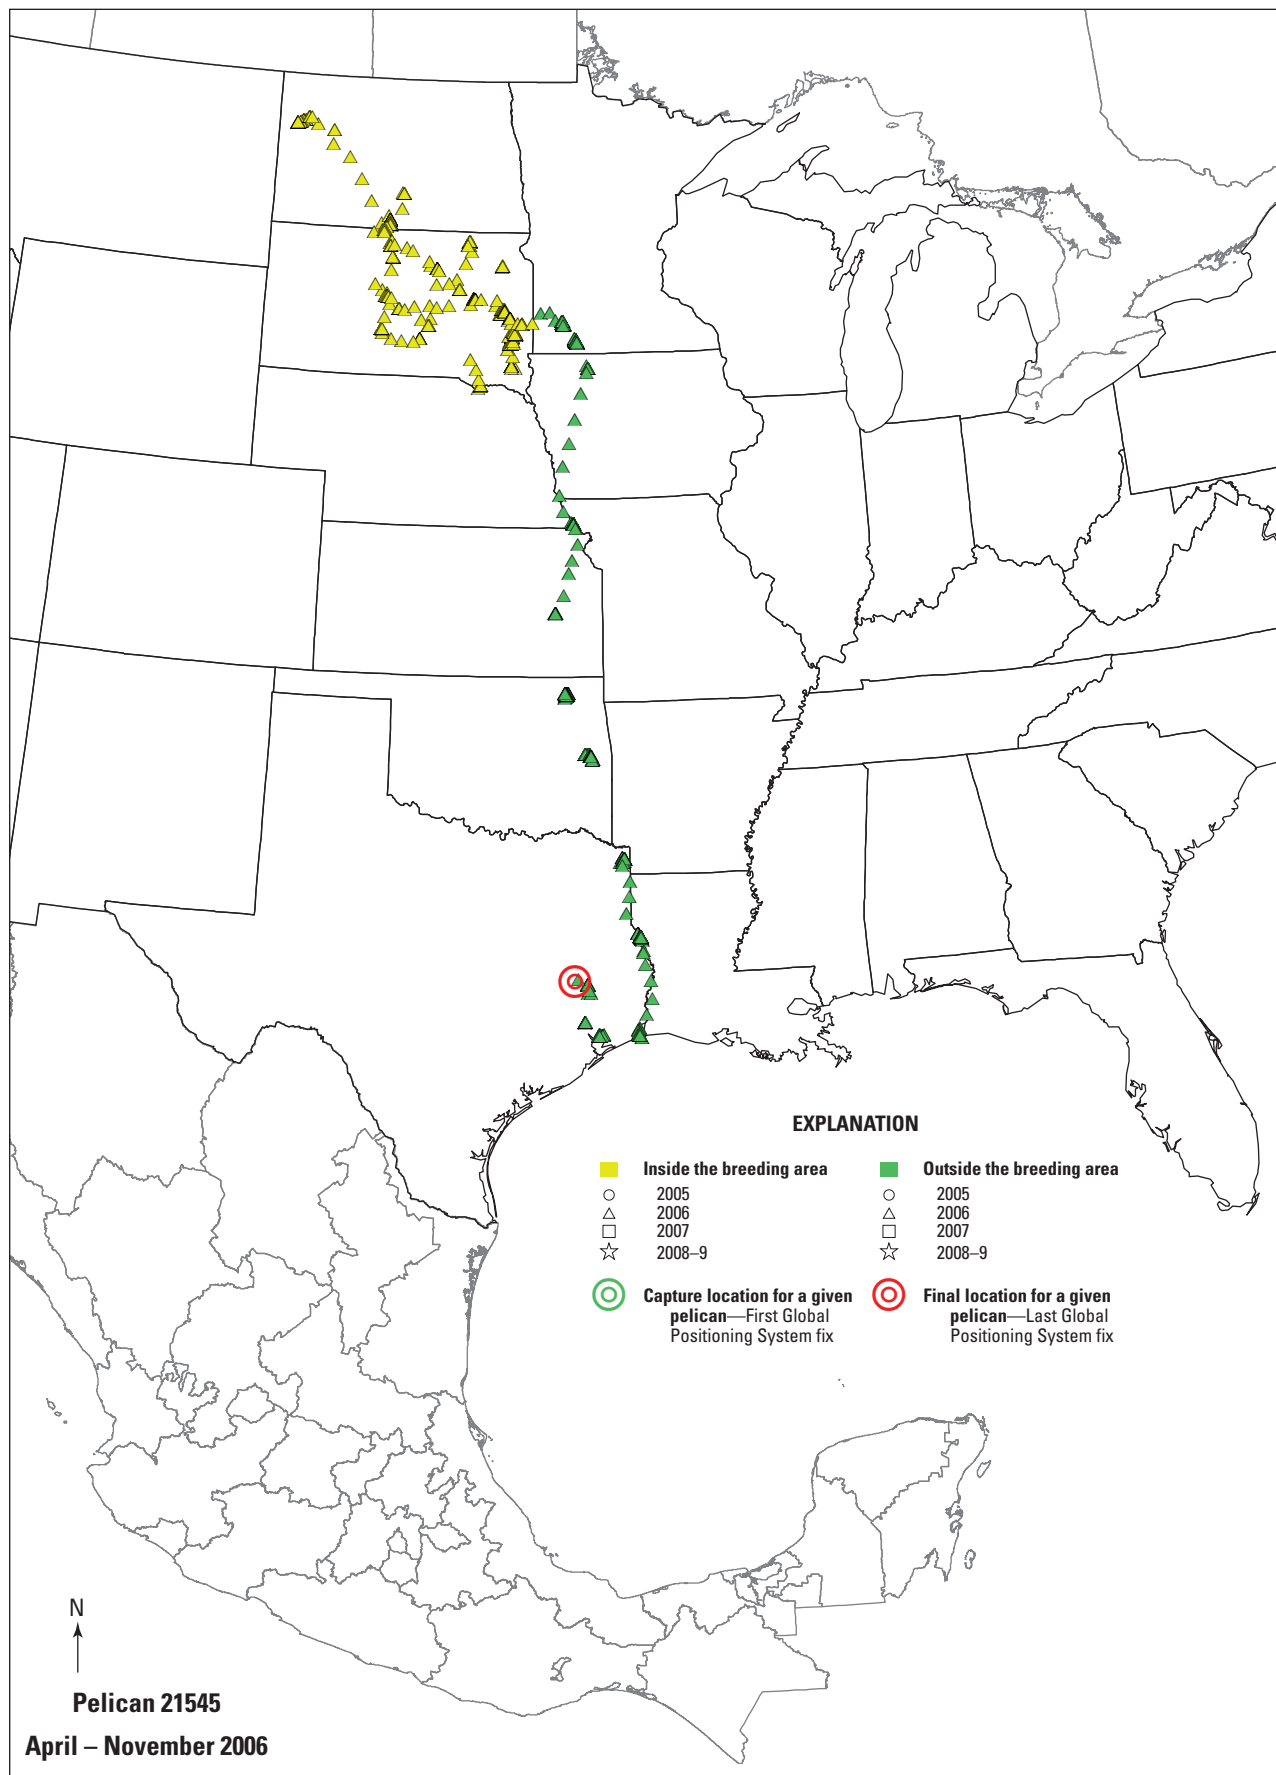 EXPLANATION
Inside the breeding area
2005
2006
2007
2008–9
Capture location for a given
pelican—First Global
Positioning System fix
Outside the breeding area
2005
2006
2007
2008–9
Final location for a given
pelican—Last Global
Positioning System fix
N
Pelican 21545
April – November 2006